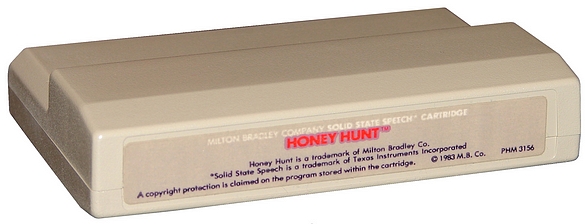 MILTON BRADLEY COMPANY SOLID STATE SPEECH* CARTRIDGE
HONEY HUNT™
Honey Hunt is a trademark of Milton Bradley Co.
*Solid State Speech is a trademark of Texas Instruments Incorporated
A copyright protection is claimed on the program stored within the cartridge. © 1983 M.B. Co. PHM 3156